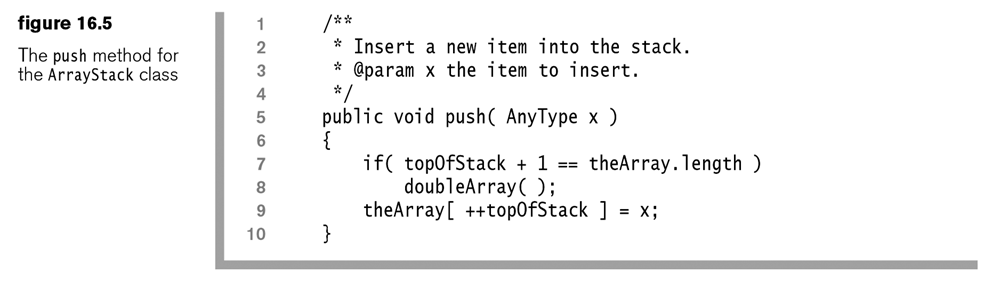 figure 16.5
The push method for
the ArrayStack class
1 /**
2 * Insert a new item into the stack.
3 * @param x the item to insert.
4 */
5 public void push( AnyType x )
6 {
7 if( topOfStack + 1 == theArray.length )
8 doubleArray( );
9 theArray[ ++topOfStack ] = x;
10 }